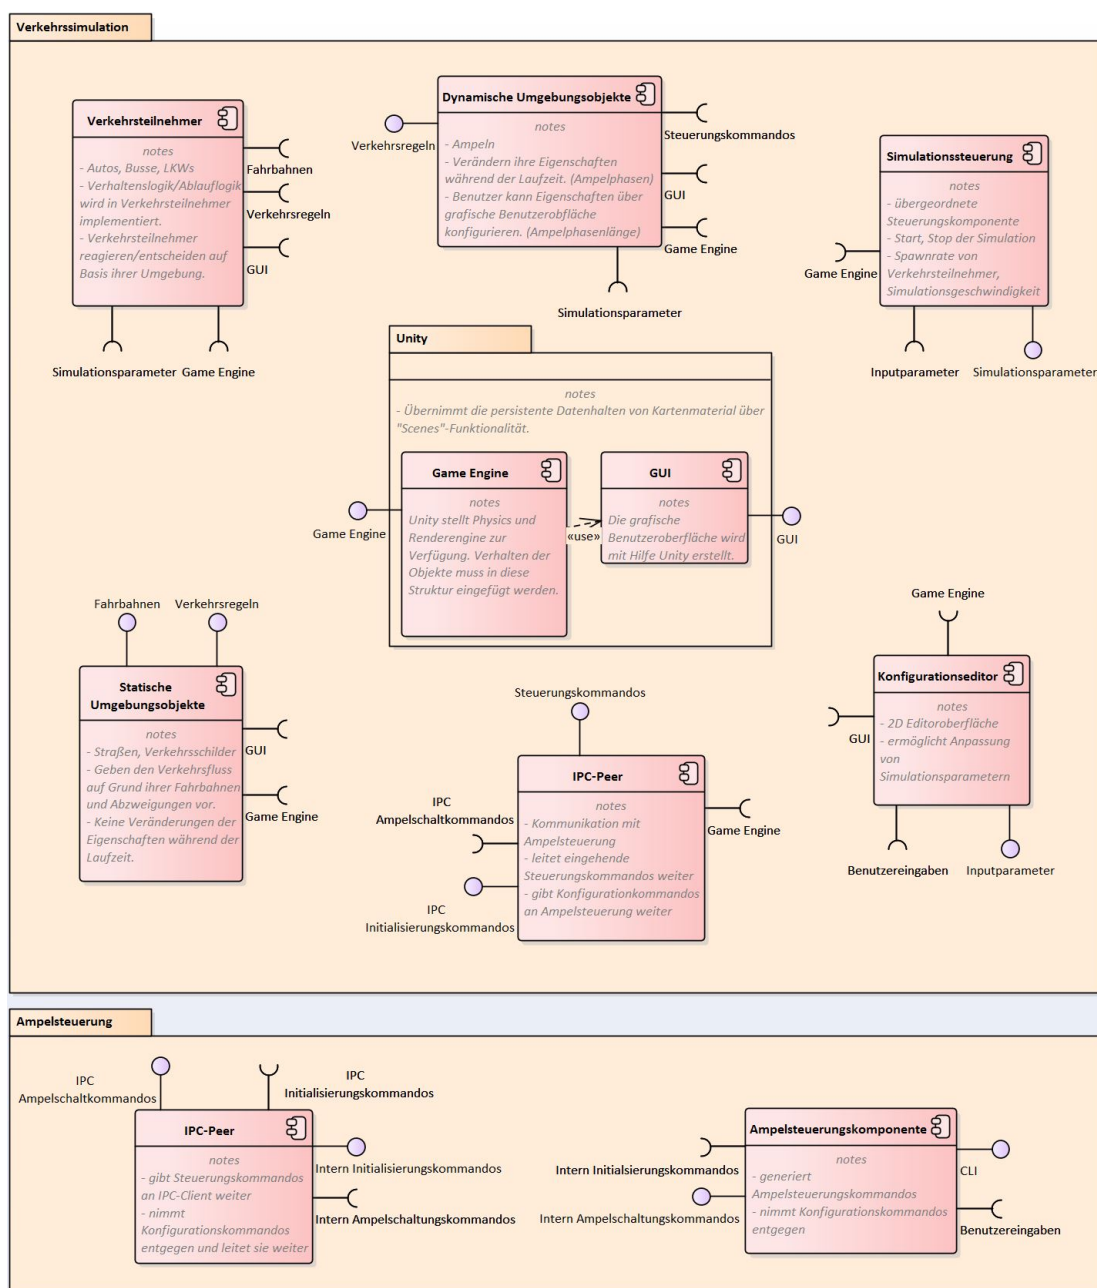 Verkehrssimulation
Verkehrsteilnehmer
notes
- Autos, Busse, LKWs
- Verhaltenslogik/Ablauflogik
wird in Verkehrsteilnehmer
implementiert.
- Verkehrsteilnehmer
reagieren/entscheiden auf
Basis ihrer Umgebung.
Fahrbahnen
Verkehrsregeln
GUI
Simulationsparameter
Game Engine
Dynamische Umgebungsobjekte
notes
- Ampeln
- Verändern ihre Eigenschaften
während der Laufzeit. (Ampelphasen)
- Benutzer kann Eigenschaften über
grafische Benutzerobfläche
konfigurieren. (Ampelphasenlänge)
Verkehrsregeln
Steuerungskommandos
GUI
Game Engine
Simulationsparameter
Simulationssteuerung
notes
- übergeordnete
Steuerungskomponente
- Start, Stop der Simulation
- Spawnrate von
Verkehrsteilnehmer,
Simulationsgeschwindigkeit
Game Engine
Inputparameter
Simulationsparameter
Unity
notes
- Übernimmt die persistente Datenhalten von Kartenmaterial über
"Scenes"-Funktionalität.
Game Engine
notes
Unity stellt Physics und
Renderengine zur
Verfügung. Verhalten der
Objekte muss in diese
Struktur eingefügt werden.
Game Engine
«use»
GUI
notes
Die grafische
Benutzeroberfläche wird
mit Hilfe Unity erstellt.
GUI
Fahrbahnen
Verkehrsregeln
Statische
Umgebungsobjekte
notes
- Straßen, Verkehrsschilder
- Geben den Verkehrsfluss
auf Grund ihrer Fahrbahnen
und Abzweigungen vor.
- Keine Veränderungen der
Eigenschaften während der
Laufzeit.
GUI
Game Engine
Steuerungskommandos
IPC-Peer
notes
- Kommunikation mit
Ampelsteuerung
- leitet eingehende
Steuerungskommandos weiter
- gibt Konfigurationkommandos
an Ampelsteuerung weiter
IPC
Ampelschaltkommandos
IPC
Initialisierungskommandos
Game Engine
Game Engine
Konfigurationseditor
notes
- 2D Editoroberfläche
- ermöglicht Anpassung
von
Simulationsparametern
GUI
Benutzereingaben
Inputparameter
Ampelsteuerung
IPC
Ampelschaltkommandos
IPC
Initialisierungskommandos
IPC-Peer
notes
- gibt Steuerungskommandos
an IPC-Client weiter
- nimmt
Konfigurationskommandos
entgegen und leitet sie weiter
Intern Initialisierungskommandos
Intern Ampelschaltungskommandos
Ampelsteuerungskomponente
notes
- generiert
Ampelsteuerungskommandos
- nimmt Konfigurationskommandos
entgegen
Intern Initialsierungskommandos
Intern Ampelschaltungskommandos
CLI
Benutzereingaben